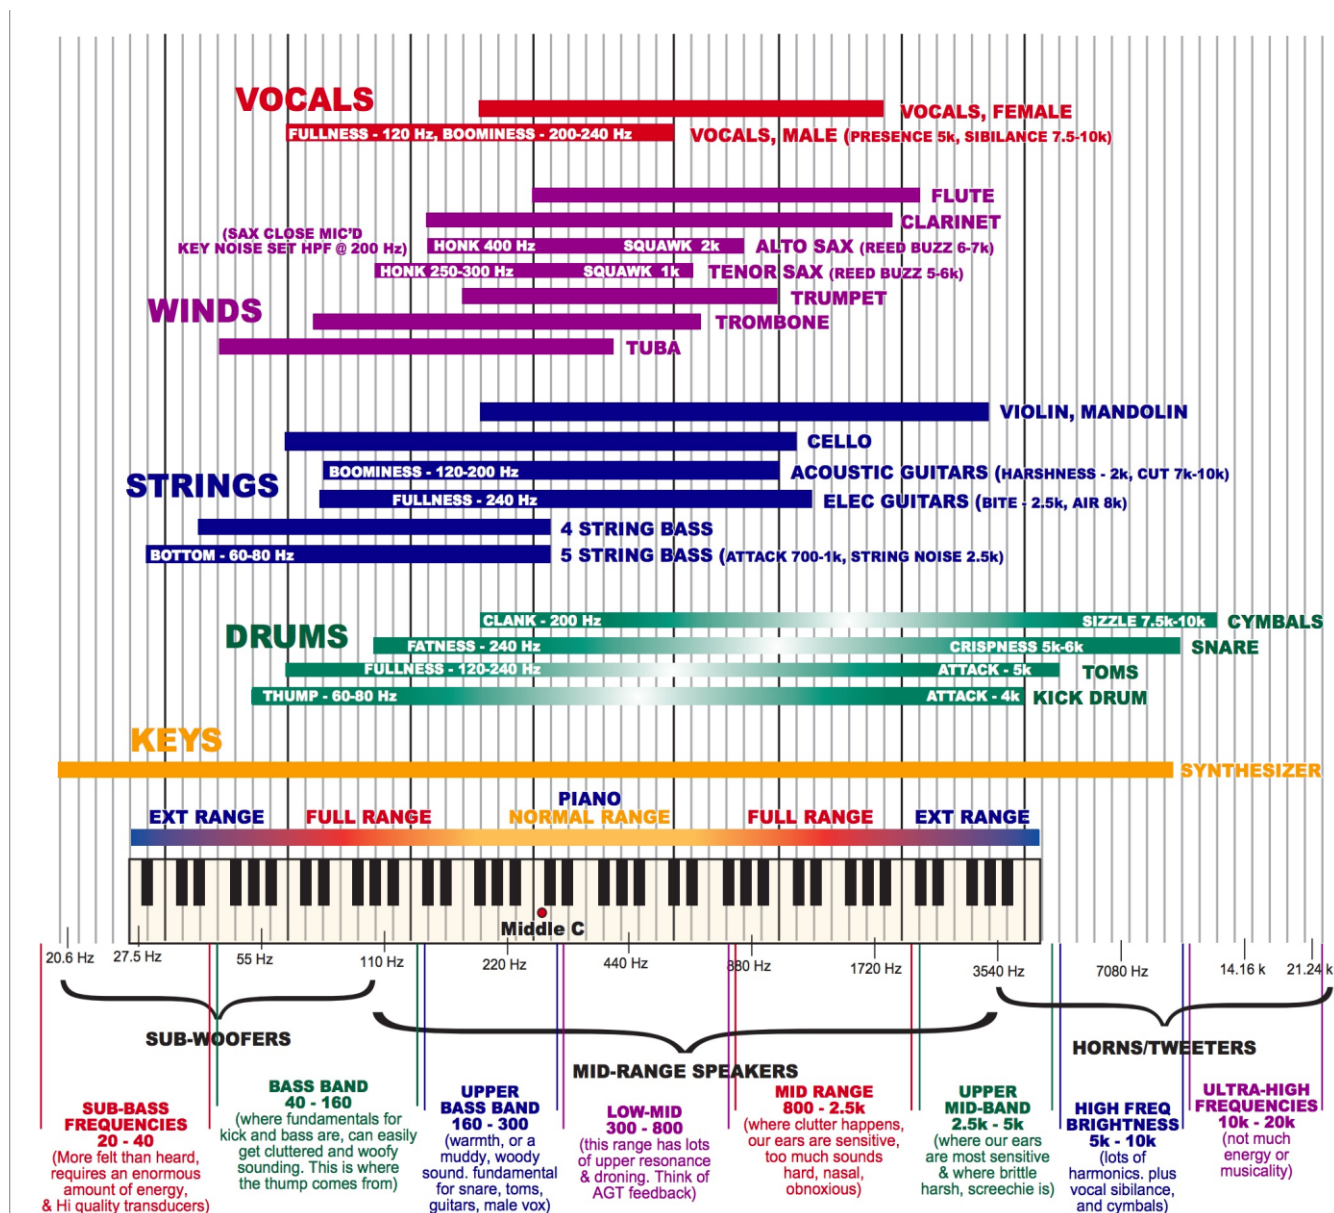 VOCALS
VOCALS, FEMALE
FULLNESS - 120 Hz, BOOMINESS - 200-240 Hz
VOCALS, MALE (PRESENCE 5k, SIBILANCE 7.5-10k)
FLUTE
CLARINET
(SAX CLOSE MIC'D
KEY NOISE SET HPF @ 200 Hz)
HONK 400 Hz
SQUAWK 2k
ALTO SAX (REED BUZZ 6-7k)
HONK 250-300 Hz
SQUAWK 1k
TENOR SAX (REED BUZZ 5-6k)
WINDS
TRUMPET
TROMBONE
TUBA
VIOLIN, MANDOLIN
CELLO
STRINGS
BOOMINESS - 120-200 Hz
ACOUSTIC GUITARS (HARSHNESS - 2k, CUT 7k-10k)
FULLNESS - 240 Hz
ELEC GUITARS (BITE - 2.5k, AIR 8k)
4 STRING BASS
BOTTOM - 60-80 Hz
5 STRING BASS (ATTACK 700-1k, STRING NOISE 2.5k)
DRUMS
CLANK - 200 Hz
SIZZLE 7.5k-10k
CYMBALS
FATNESS - 240 Hz
CRISPNESS 5k-6k
SNARE
FULLNESS - 120-240 Hz
ATTACK - 5k
TOMS
THUMP - 60-80 Hz
ATTACK - 4k
KICK DRUM
KEYS
SYNTHESIZER
PIANO
EXT RANGE
FULL RANGE
NORMAL RANGE
FULL RANGE
EXT RANGE
Middle C
20.6 Hz
27.5 Hz
55 Hz
110 Hz
220 Hz
440 Hz
880 Hz
1720 Hz
3540 Hz
7080 Hz
14.16 k
21.24 k
SUB-WOOFERS
MID-RANGE SPEAKERS
HORNS/TWEETERS
SUB-BASS
FREQUENCIES
20 - 40
(More felt than heard,
requires an enormous
amount of energy,
& Hi quality transducers)
BASS BAND
40 - 160
(where fundamentals for
kick and bass are, can easily
get cluttered and woofy
sounding. This is where
the thump comes from)
UPPER
BASS BAND
160 - 300
(warmth, or a
muddy, woody
sound. fundamental
for snare, toms,
guitars, male vox)
LOW-MID
300 - 800
(this range has lots
of upper resonance
& droning. Think of
AGT feedback)
MID RANGE
800 - 2.5k
(where clutter happens,
our ears are sensitive,
too much sounds
hard, nasal,
obnoxious)
UPPER
MID-BAND
2.5k - 5k
(where our ears
are most sensitive
& where brittle
harsh, screechie is)
HIGH FREQ
BRIGHTNESS
5k - 10k
(lots of
harmonics. plus
vocal sibilance,
and cymbals)
ULTRA-HIGH
FREQUENCIES
10k - 20k
(not much
energy or
musicality)